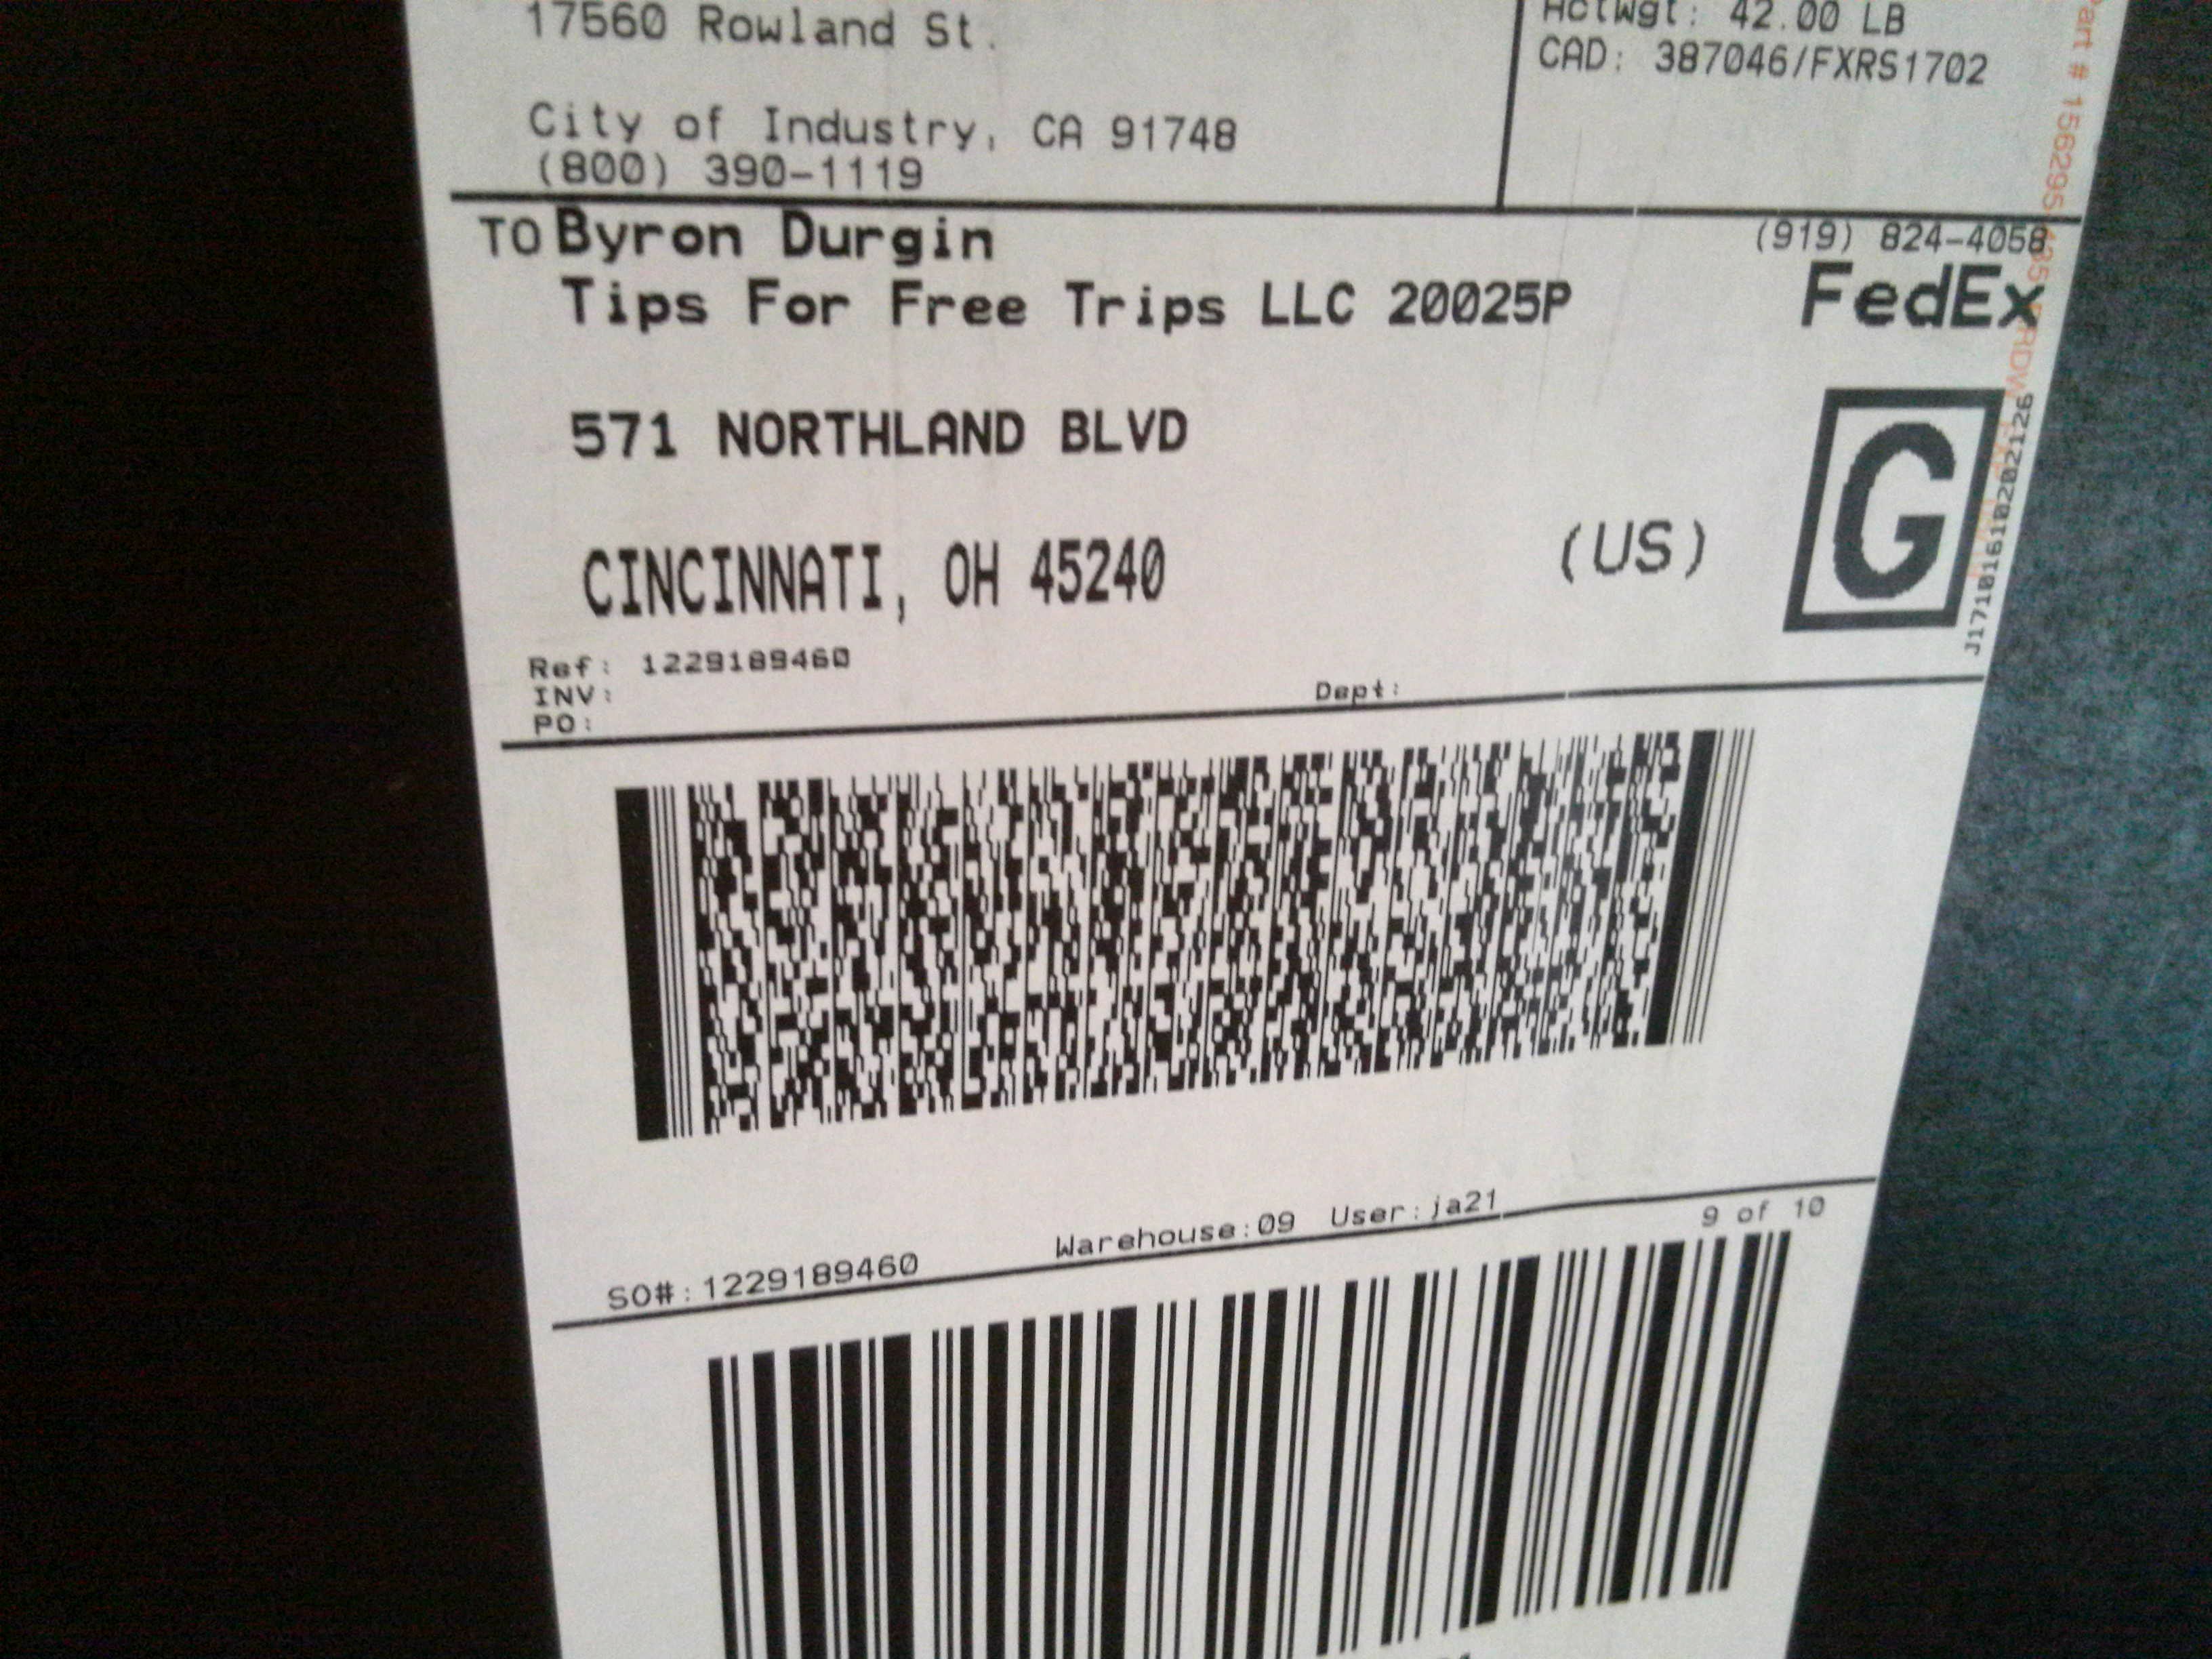 17560 Rowland St.
City of Industry, CA 91748
(800) 390-1119
ActWgt: 42.00 LB
CAD: 387046/FXRS1702
TO Byron Durgin
Tips For Free Trips LLC 20025P
571 NORTHLAND BLVD
CINCINNATI, OH 45240
(US)
(919) 824-4058
FedEx
G
J17101610202126
Ref: 1229189460
INV:
PO:
Dept:
SO#:1229189460 Warehouse:09 User:ja21 9 of 10
Part #